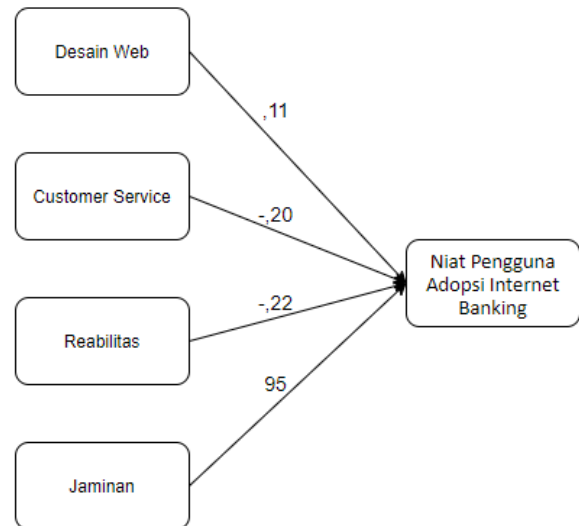 Desain Web
,11
Customer Service
-,20
Niat Pengguna
Adopsi Internet
Banking
-,22
Reabilitas
95
Jaminan